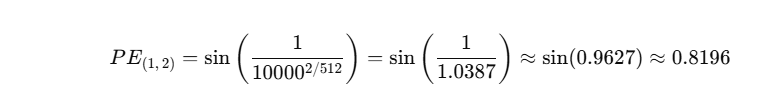 PE_{(1,2)} = \sin\left(\frac{1}{10000^{2/512}}\right) = \sin\left(\frac{1}{1.0387}\right) \approx \sin(0.9627) \approx 0.8196